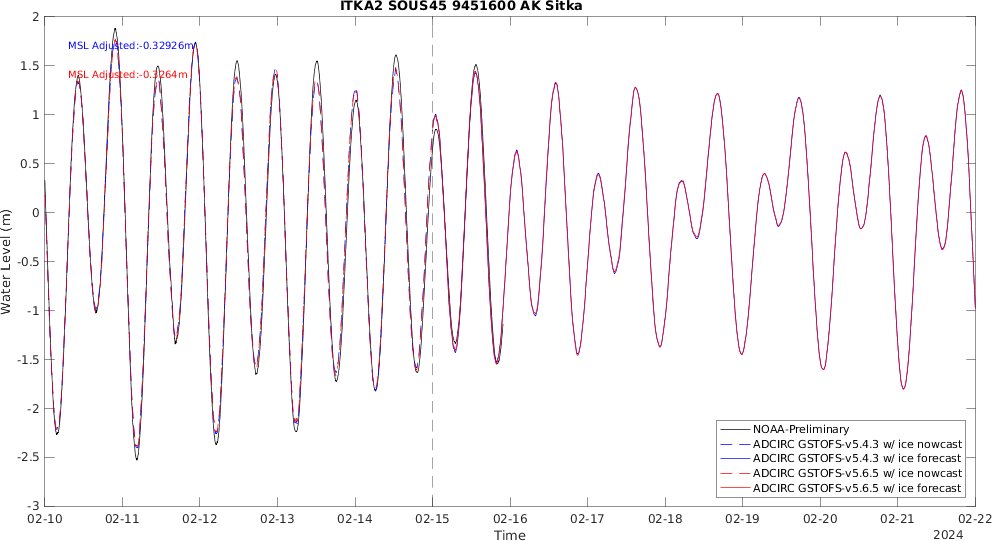 ITKA2 SOUS45 9451600 AK Sitka
MSL Adjusted:-0.32926m
MSL Adjusted:-0.3264m
Water Level (m)
2
1.5
1
0.5
0
-0.5
-1
-1.5
-2
-2.5
-3
NOAA-Preliminary
ADCIRC GSTOFS-v5.4.3 w/ ice nowcast
ADCIRC GSTOFS-v5.4.3 w/ ice forecast
ADCIRC GSTOFS-v5.6.5 w/ ice nowcast
ADCIRC GSTOFS-v5.6.5 w/ ice forecast
02-10 02-11 02-12 02-13 02-14 02-15 02-16 02-17 02-18 02-19 02-20 02-21 02-22
Time
2024